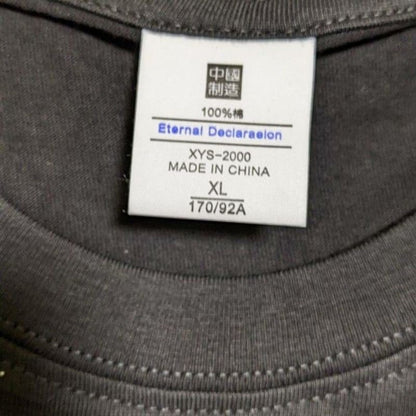 中國
制造
100%棉
Eternal Declaraeion
XYS-2000
MADE IN CHINA
XL
170/92A